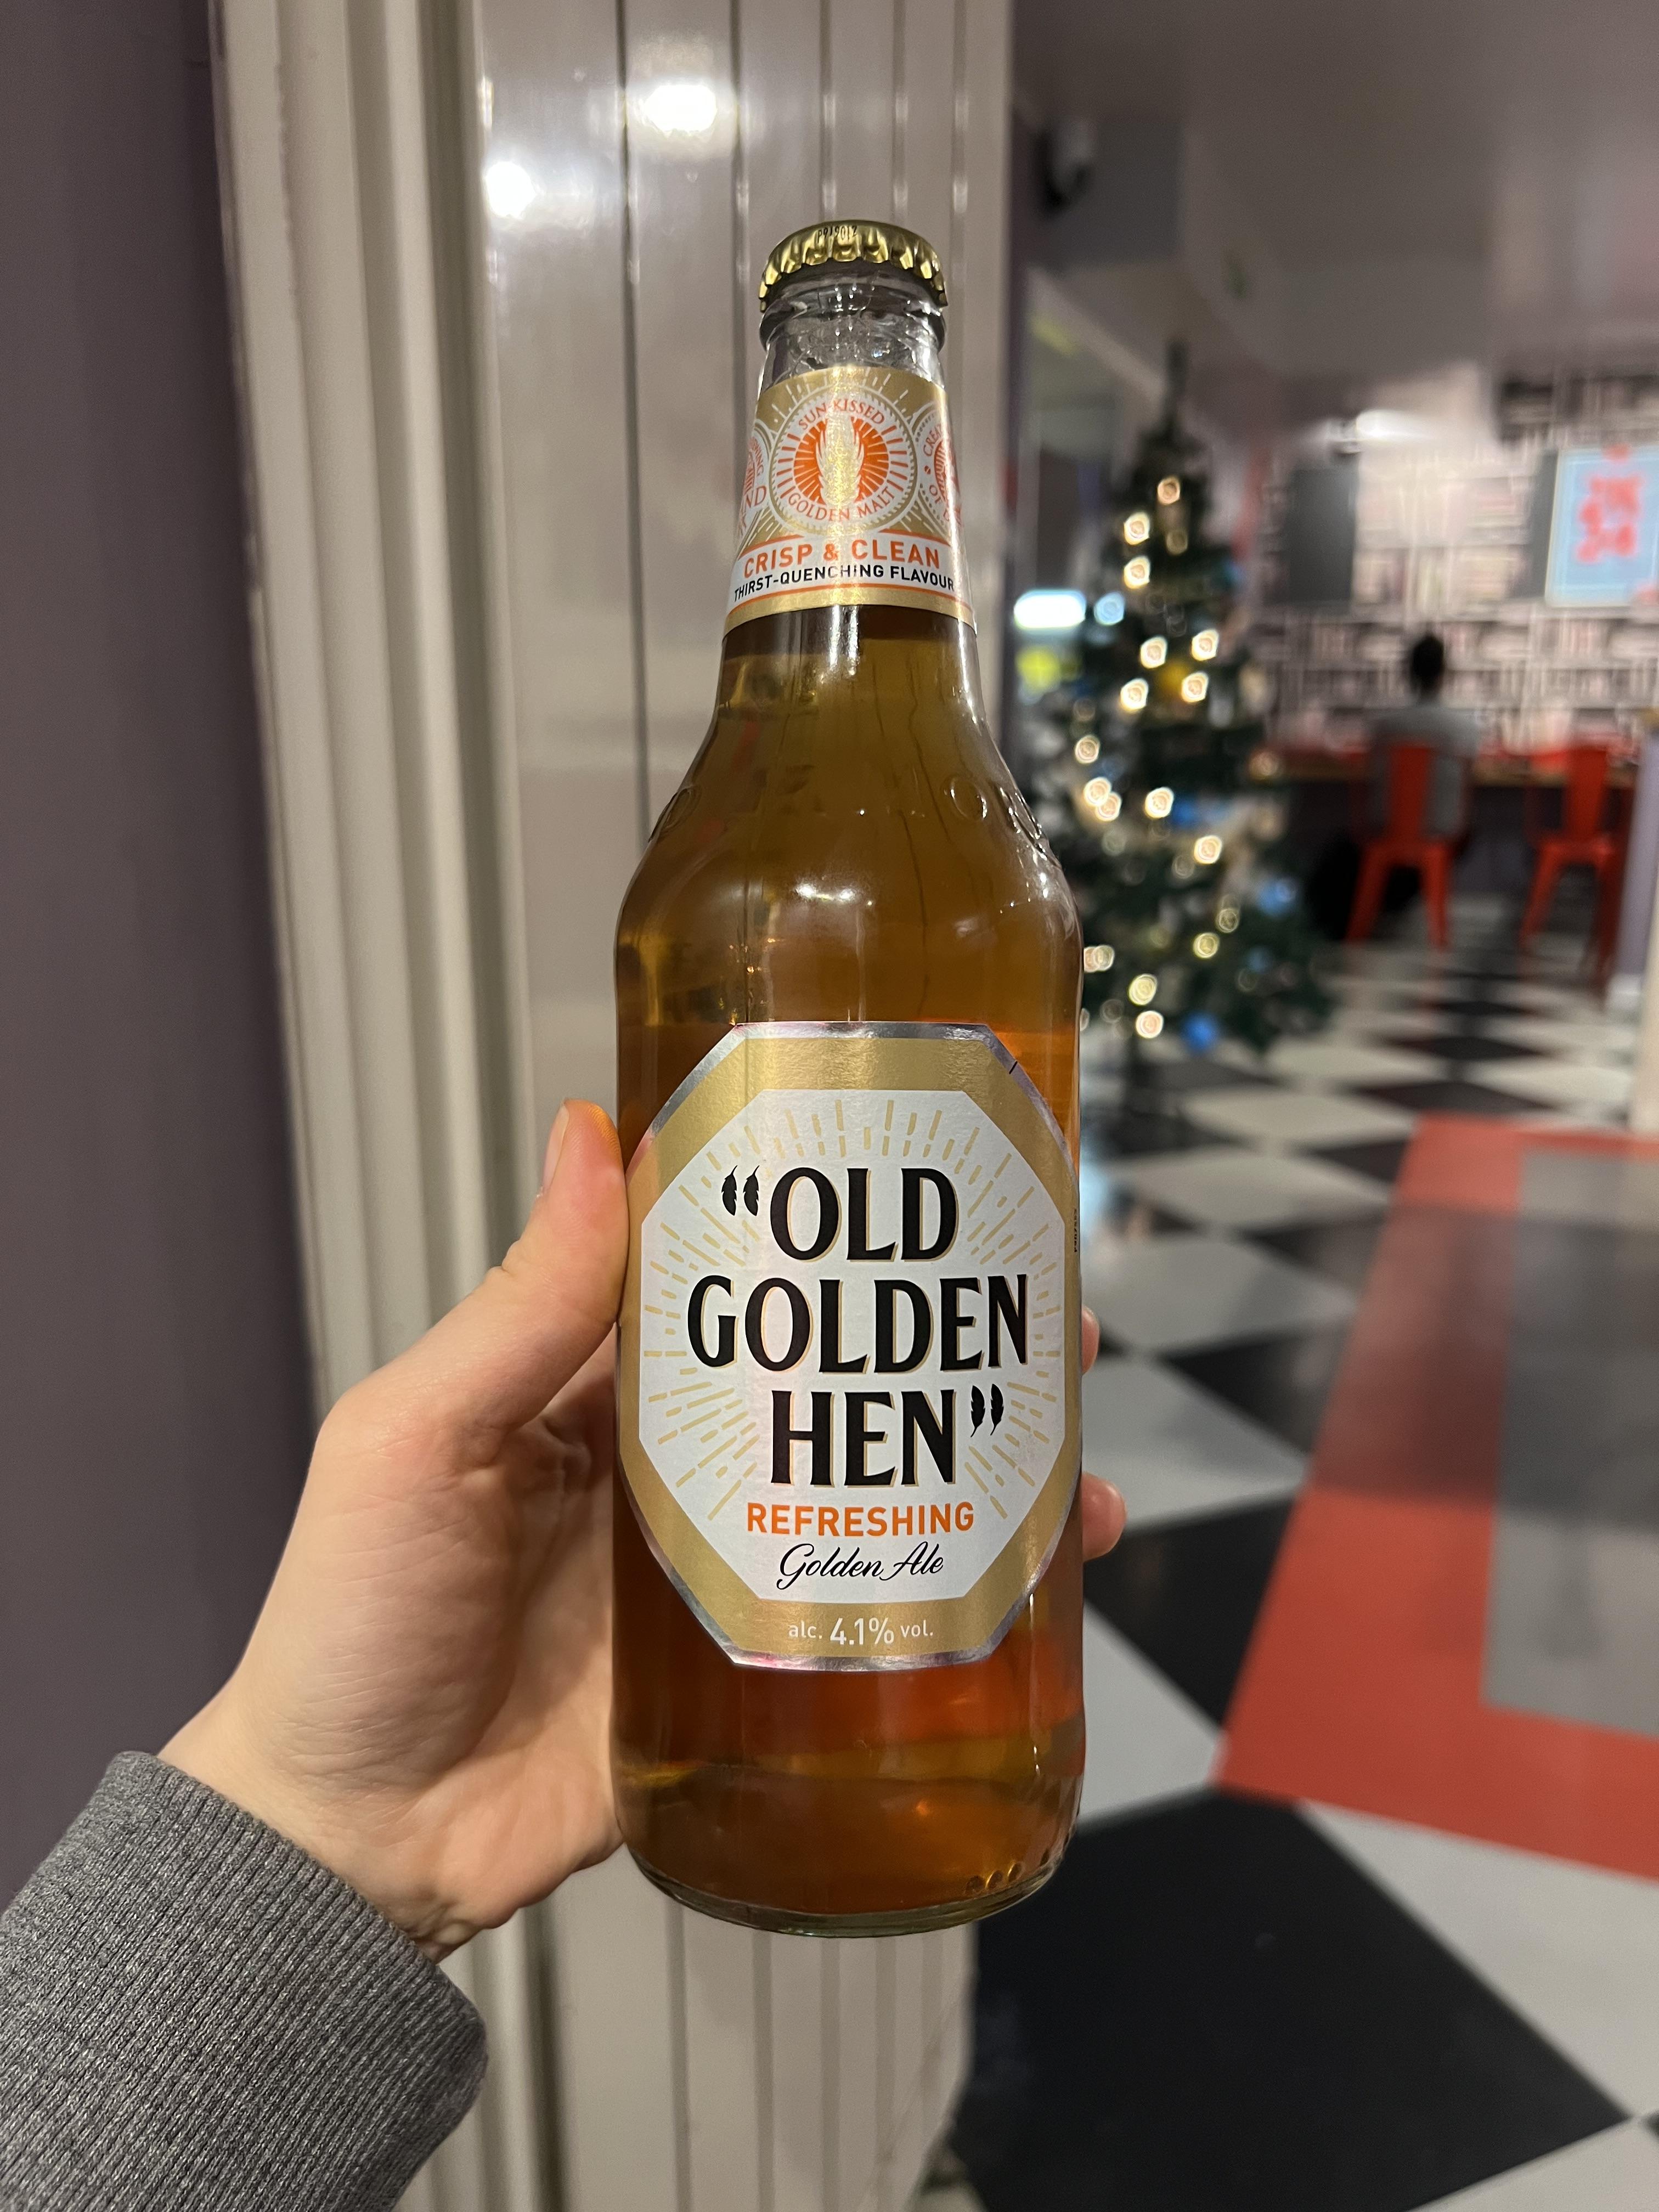 SUN-KISSED
GOLDEN MALT
CRISP & CLEAN
THIRST-QUENCHING FLAVOUR
“OLD
GOLDEN
HEN”
REFRESHING
Golden Ale
alc. 4.1% vol.